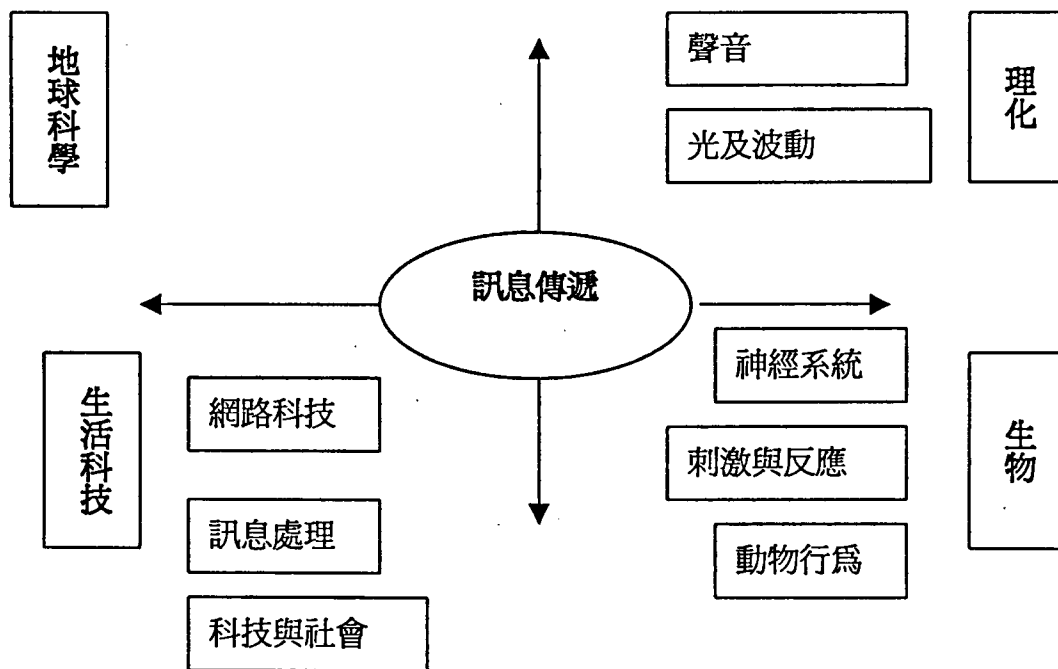 地球科學
聲音
光及波動
理化
訊息傳遞
生活科技
網路科技
訊息處理
科技與社會
神經系統
刺激與反應
動物行爲
生物